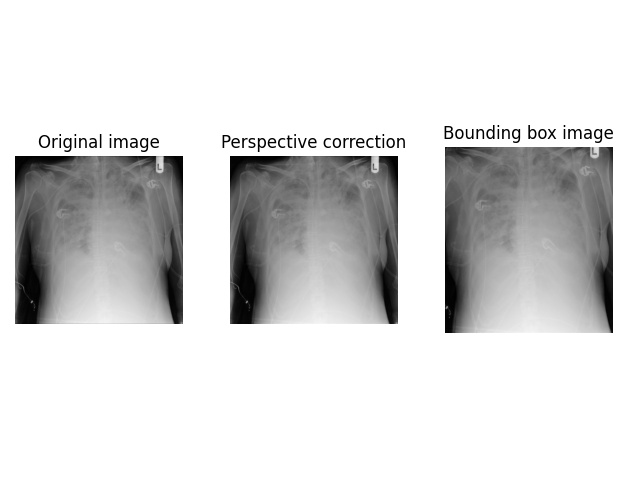 Original image
Perspective correction
Bounding box image
L
L
L